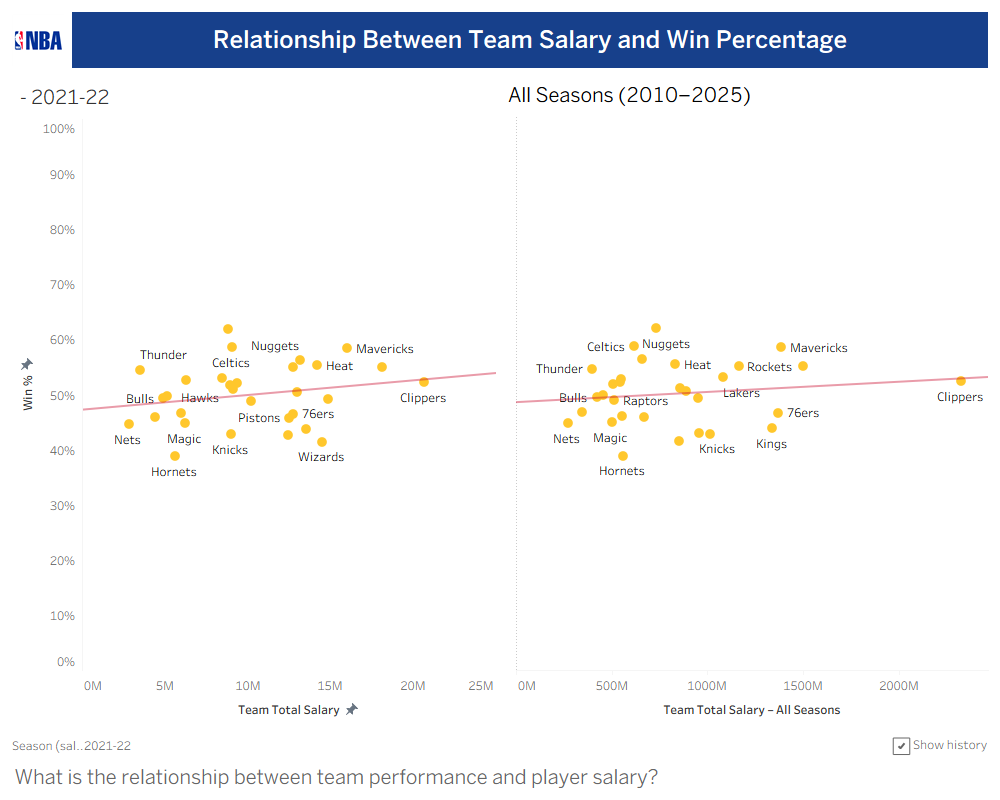 NBA
Relationship Between Team Salary and Win Percentage
- 2021-22
All Seasons (2010–2025)
Win %
100%
90%
80%
70%
60%
50%
40%
30%
20%
10%
0%
Thunder
Nuggets
Mavericks
Celtics
Heat
Bulls
Hawks
Clippers
Pistons
76ers
Nets
Magic
Knicks
Wizards
Hornets
0M
5M
10M
15M
20M
25M
Team Total Salary
Celtics
Nuggets
Mavericks
Thunder
Heat
Rockets
Bulls
Raptors
Lakers
Clippers
76ers
Nets
Magic
Knicks
Kings
Hornets
0M
500M
1000M
1500M
2000M
Team Total Salary – All Seasons
Season (sal..2021-22
Show history
What is the relationship between team performance and player salary?